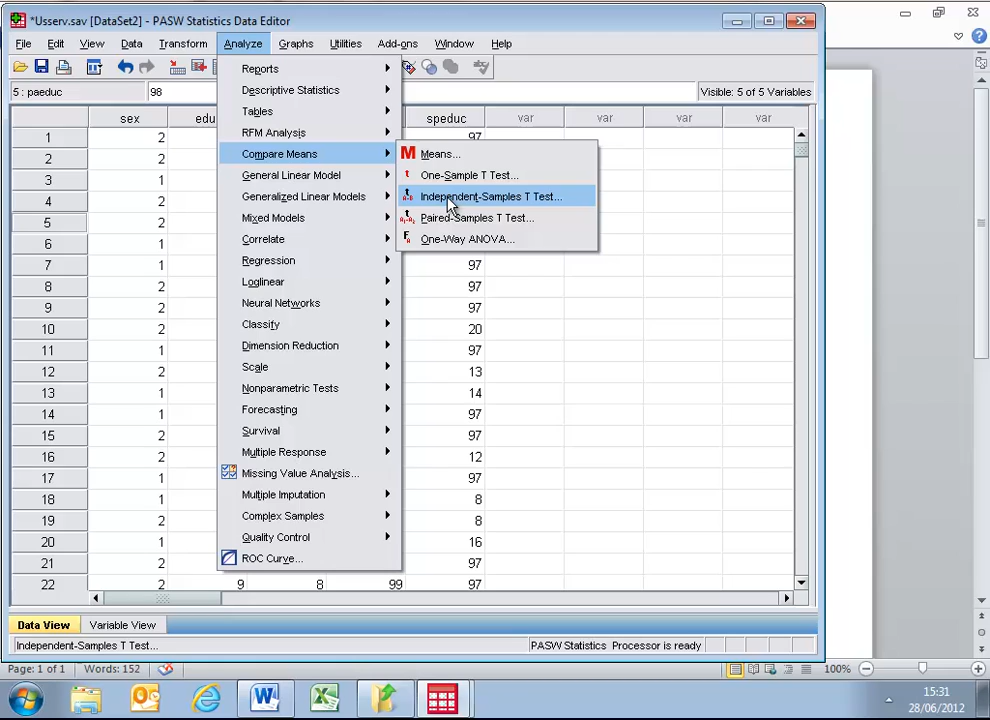 *Usserv.sav [DataSet2] - PASW Statistics Data Editor
File Edit View Data Transform Analyze Graphs Utilities Add-ons Window Help
5 : paeduc 98 Visible: 5 of 5 Variables
sex edu speduc var var var var
Reports
Descriptive Statistics
Tables
RFM Analysis
Compare Means
General Linear Model
Generalized Linear Models
Mixed Models
Correlate
Regression
Loglinear
Neural Networks
Classify
Dimension Reduction
Scale
Nonparametric Tests
Forecasting
Survival
Multiple Response
Missing Value Analysis...
Multiple Imputation
Complex Samples
Quality Control
ROC Curve...
Means...
One-Sample T Test...
Independent-Samples T Test...
Paired-Samples T Test...
One-Way ANOVA...
1 2 97
2 2
3 1
4 2
5 2
6 1
7 1 97
8 2 97
9 2 97
10 2 20
11 1 97
12 2 13
13 1 14
14 1 97
15 2 97
16 2 12
17 1 97
18 1 8
19 2 8
20 1 16
21 2 97
22 2 9 8 99 97
Data View Variable View
Independent-Samples T Test... PASW Statistics Processor is ready
Page: 1 of 1 Words: 152 100%
15:31
28/06/2012